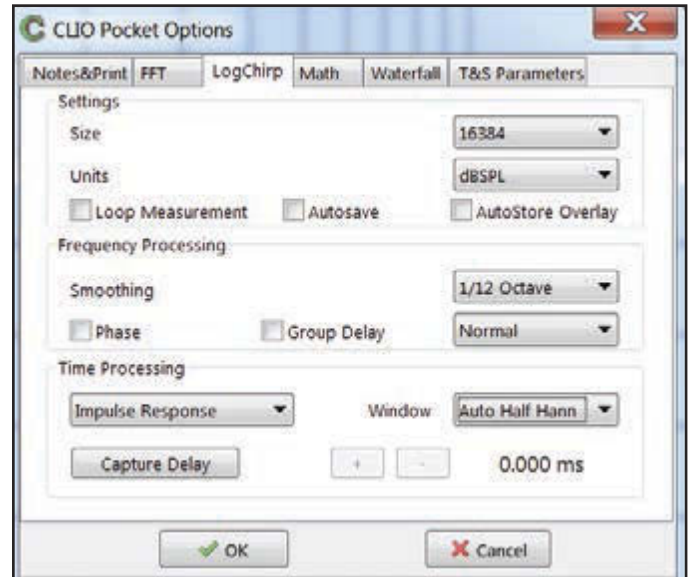 CLIO Pocket Options
Notes&Print FFT LogChirp Math Waterfall T&S Parameters
Settings
Size 16384
Units dBSPL
Loop Measurement Autosave AutoStore Overlay
Frequency Processing
Smoothing 1/12 Octave
Phase Group Delay Normal
Time Processing
Impulse Response Window Auto Half Hann
Capture Delay + - 0.000 ms
OK Cancel